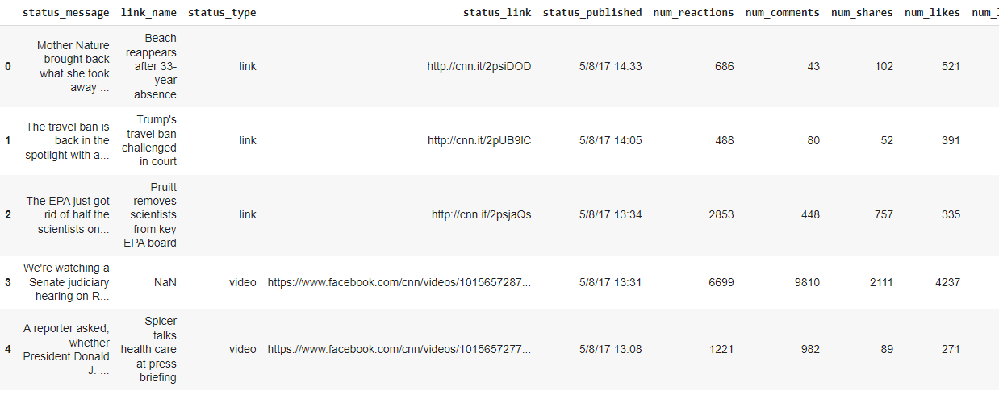 status_message link_name status_type status_link status_published num_reactions num_comments num_shares num_likes num_l
0 Mother Nature brought back what she took away ... Beach reappears after 33-year absence link http://cnn.it/2psiDOD 5/8/17 14:33 686 43 102 521
1 The travel ban is back in the spotlight with a... Trump's travel ban challenged in court link http://cnn.it/2pUB9IC 5/8/17 14:05 488 80 52 391
2 The EPA just got rid of half the scientists on... Pruitt removes scientists from key EPA board link http://cnn.it/2psjaQs 5/8/17 13:34 2853 448 757 335
3 We're watching a Senate judiciary hearing on R... NaN video https://www.facebook.com/cnn/videos/1015657287... 5/8/17 13:31 6699 9810 2111 4237
4 A reporter asked, whether President Donald J. ... Spicer talks health care at press briefing video https://www.facebook.com/cnn/videos/1015657277... 5/8/17 13:08 1221 982 89 271